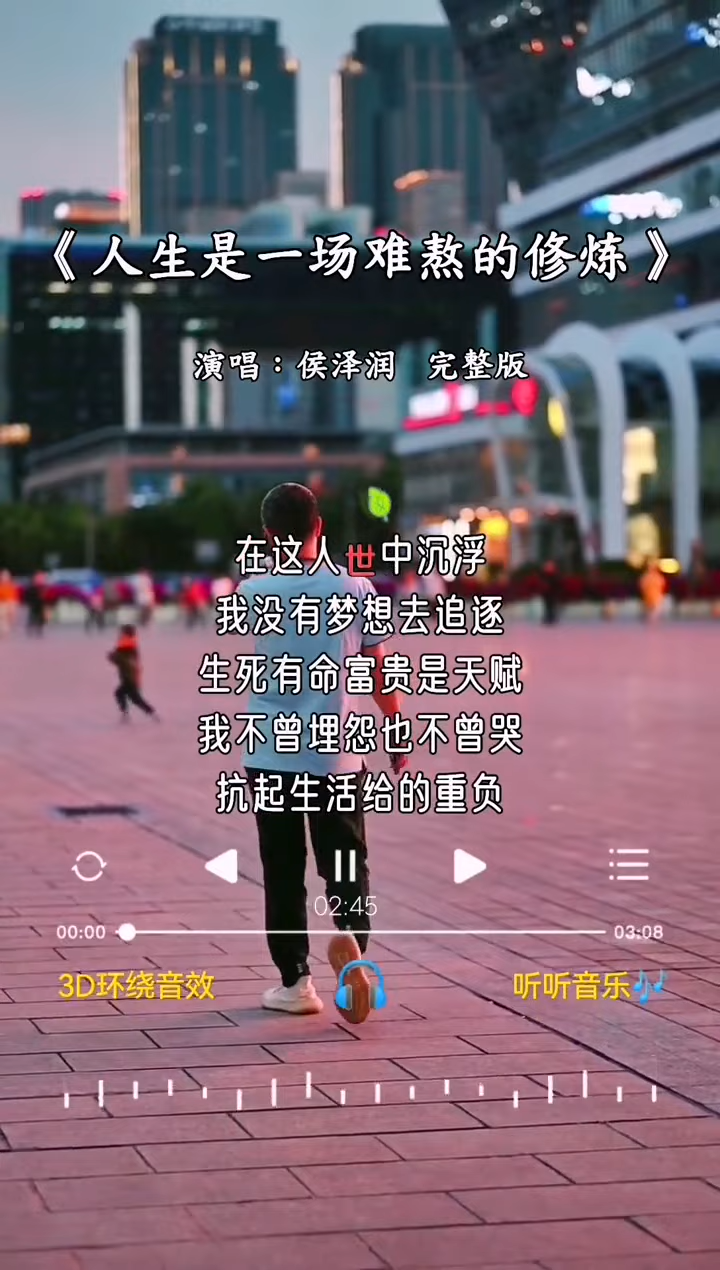 《人生是一场难熬的修炼》
演唱：侯泽润 完整版
在这人世中沉浮
我没有梦想去追逐
生死有命富贵是天赋
我不曾埋怨也不曾哭
抗起生活给的重负
02:45
00:00 03:08
3D环绕音效 听听音乐